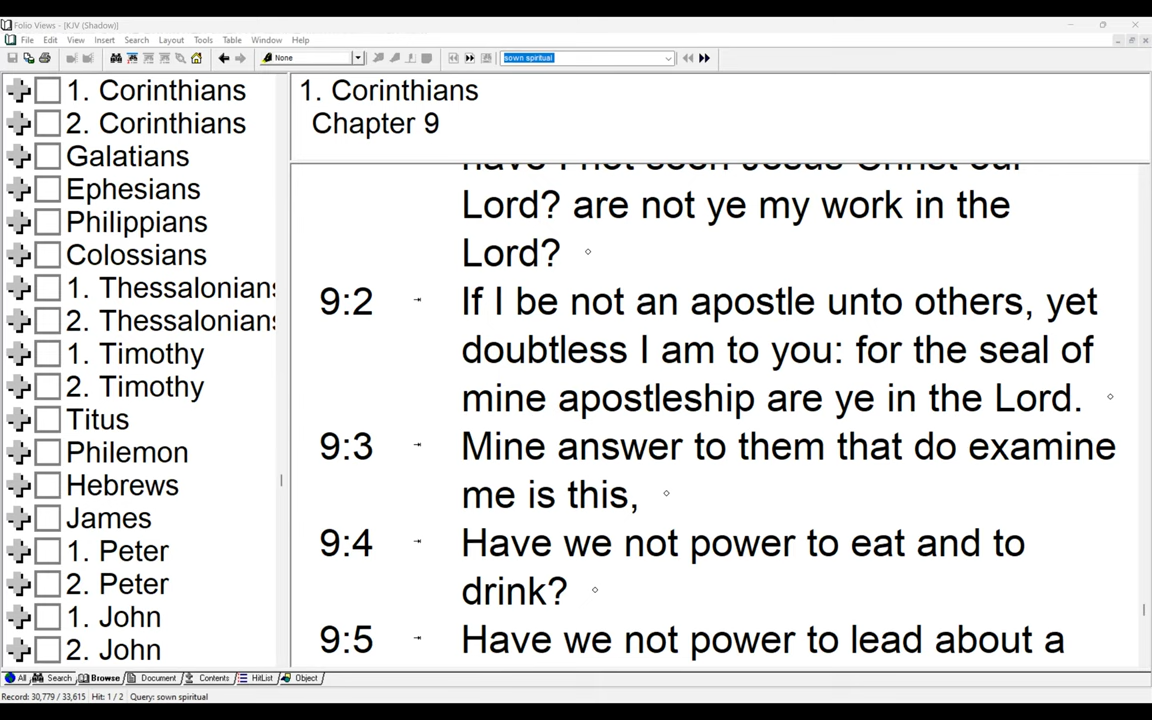 Folio Views - [KJV (Shadow)]
File Edit View Insert Search Layout Tools Table Window Help
None
sown spiritual
1. Corinthians
2. Corinthians
Galatians
Ephesians
Philippians
Colossians
1. Thessalonians
2. Thessalonians
1. Timothy
2. Timothy
Titus
Philemon
Hebrews
James
1. Peter
2. Peter
1. John
2. John
1. Corinthians
Chapter 9
have I not seen Jesus Christ our
Lord? are not ye my work in the
Lord?
9:2 If I be not an apostle unto others, yet
doubtless I am to you: for the seal of
mine apostleship are ye in the Lord.
9:3 Mine answer to them that do examine
me is this,
9:4 Have we not power to eat and to
drink?
9:5 Have we not power to lead about a
All Search Browse Document Contents HitList Object
Record: 30,779 / 33,615 Hit: 1 / 2 Query: sown spiritual